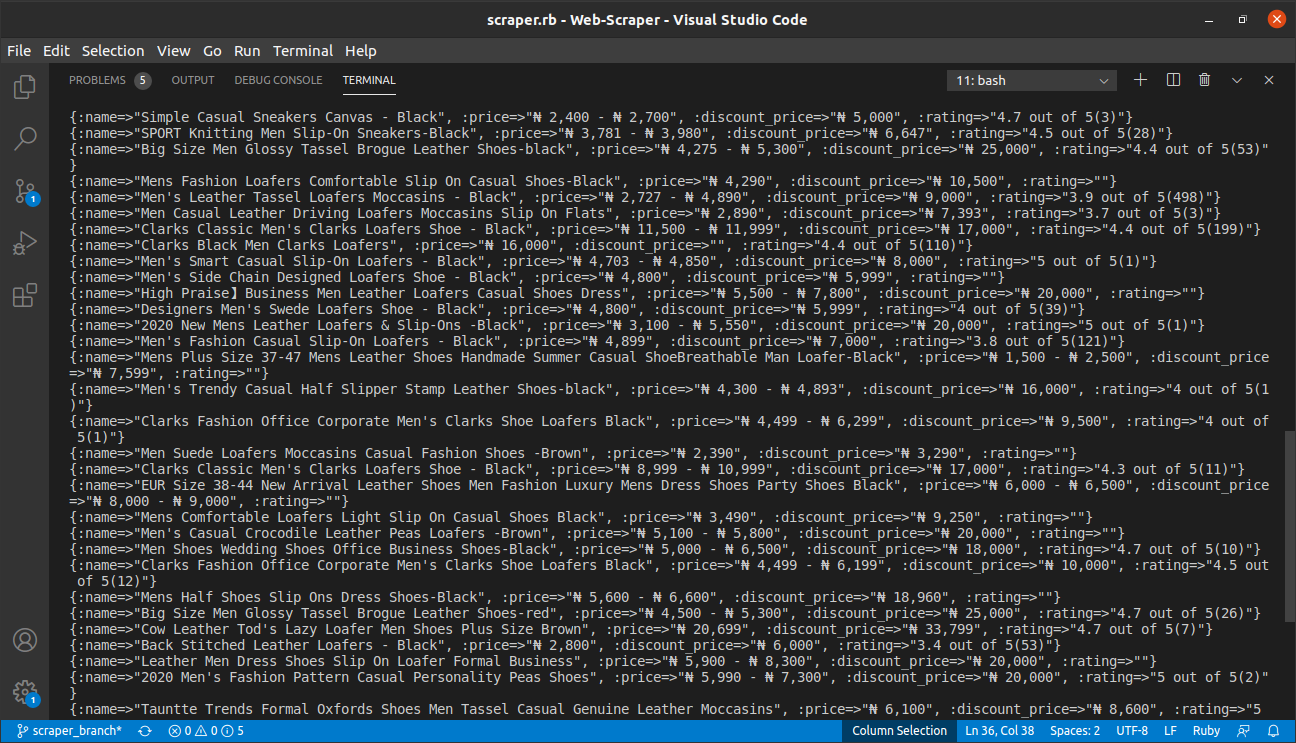 scraper.rb - Web-Scraper - Visual Studio Code
File Edit Selection View Go Run Terminal Help
PROBLEMS 5 OUTPUT DEBUG CONSOLE TERMINAL 11: bash
{:name=>"Simple Casual Sneakers Canvas - Black", :price=>"₦ 2,400 - ₦ 2,700", :discount_price=>"₦ 5,000", :rating=>"4.7 out of 5(3)"}
{:name=>"SPORT Knitting Men Slip-On Sneakers-Black", :price=>"₦ 3,781 - ₦ 3,980", :discount_price=>"₦ 6,647", :rating=>"4.5 out of 5(28)"}
{:name=>"Big Size Men Glossy Tassel Brogue Leather Shoes-black", :price=>"₦ 4,275 - ₦ 5,300", :discount_price=>"₦ 25,000", :rating=>"4.4 out of 5(53)"
}
{:name=>"Mens Fashion Loafers Comfortable Slip On Casual Shoes-Black", :price=>"₦ 4,290", :discount_price=>"₦ 10,500", :rating=>""}
{:name=>"Men's Leather Tassel Loafers Moccasins - Black", :price=>"₦ 2,727 - ₦ 4,890", :discount_price=>"₦ 9,000", :rating=>"3.9 out of 5(498)"}
{:name=>"Men Casual Leather Driving Loafers Moccasins Slip On Flats", :price=>"₦ 2,890", :discount_price=>"₦ 7,393", :rating=>"3.7 out of 5(3)"}
{:name=>"Clarks Classic Men's Clarks Loafers Shoe - Black", :price=>"₦ 11,500 - ₦ 11,999", :discount_price=>"₦ 17,000", :rating=>"4.4 out of 5(199)"}
{:name=>"Clarks Black Men Clarks Loafers", :price=>"₦ 16,000", :discount_price=>"", :rating=>"4.4 out of 5(110)"}
{:name=>"Men's Smart Casual Slip-On Loafers - Black", :price=>"₦ 4,703 - ₦ 4,850", :discount_price=>"₦ 8,000", :rating=>"5 out of 5(1)"}
{:name=>"Men's Side Chain Designed Loafers Shoe - Black", :price=>"₦ 4,800", :discount_price=>"₦ 5,999", :rating=>""}
{:name=>"High Praise】Business Men Leather Loafers Casual Shoes Dress", :price=>"₦ 5,500 - ₦ 7,800", :discount_price=>"₦ 20,000", :rating=>""}
{:name=>"Designers Men's Swede Loafers Shoe - Black", :price=>"₦ 4,800", :discount_price=>"₦ 5,999", :rating=>"4 out of 5(39)"}
{:name=>"2020 New Mens Leather Loafers & Slip-Ons -Black", :price=>"₦ 3,100 - ₦ 5,550", :discount_price=>"₦ 20,000", :rating=>"5 out of 5(1)"}
{:name=>"Men's Fashion Casual Slip-On Loafers - Black", :price=>"₦ 4,899", :discount_price=>"₦ 7,000", :rating=>"3.8 out of 5(121)"}
{:name=>"Mens Plus Size 37-47 Mens Leather Shoes Handmade Summer Casual ShoeBreathable Man Loafer-Black", :price=>"₦ 1,500 - ₦ 2,500", :discount_price
=>"₦ 7,599", :rating=>""}
{:name=>"Men's Trendy Casual Half Slipper Stamp Leather Shoes-black", :price=>"₦ 4,300 - ₦ 4,893", :discount_price=>"₦ 16,000", :rating=>"4 out of 5(1
)"}
{:name=>"Clarks Fashion Office Corporate Men's Clarks Shoe Loafers Black", :price=>"₦ 4,499 - ₦ 6,299", :discount_price=>"₦ 9,500", :rating=>"4 out of
5(1)"}
{:name=>"Men Suede Loafers Moccasins Casual Fashion Shoes -Brown", :price=>"₦ 2,390", :discount_price=>"₦ 3,290", :rating=>""}
{:name=>"Clarks Classic Men's Clarks Loafers Shoe - Black", :price=>"₦ 8,999 - ₦ 10,999", :discount_price=>"₦ 17,000", :rating=>"4.3 out of 5(11)"}
{:name=>"EUR Size 38-44 New Arrival Leather Shoes Men Fashion Luxury Mens Dress Shoes Party Shoes Black", :price=>"₦ 6,000 - ₦ 6,500", :discount_price
=>"₦ 8,000 - ₦ 9,000", :rating=>""}
{:name=>"Mens Comfortable Loafers Light Slip On Casual Shoes Black", :price=>"₦ 3,490", :discount_price=>"₦ 9,250", :rating=>""}
{:name=>"Men's Casual Crocodile Leather Peas Loafers -Brown", :price=>"₦ 5,100 - ₦ 5,800", :discount_price=>"₦ 20,000", :rating=>""}
{:name=>"Men Shoes Wedding Shoes Office Business Shoes-Black", :price=>"₦ 5,000 - ₦ 6,500", :discount_price=>"₦ 18,000", :rating=>"4.7 out of 5(10)"}
{:name=>"Clarks Fashion Office Corporate Men's Clarks Shoe Loafers Black", :price=>"₦ 4,499 - ₦ 6,199", :discount_price=>"₦ 10,000", :rating=>"4.5 out
of 5(12)"}
{:name=>"Mens Half Shoes Slip Ons Dress Shoes-Black", :price=>"₦ 5,600 - ₦ 6,600", :discount_price=>"₦ 18,960", :rating=>""}
{:name=>"Big Size Men Glossy Tassel Brogue Leather Shoes-red", :price=>"₦ 4,500 - ₦ 5,300", :discount_price=>"₦ 25,000", :rating=>"4.7 out of 5(26)"}
{:name=>"Cow Leather Tod's Lazy Loafer Men Shoes Plus Size Brown", :price=>"₦ 20,699", :discount_price=>"₦ 33,799", :rating=>"4.7 out of 5(7)"}
{:name=>"Back Stitched Leather Loafers - Black", :price=>"₦ 2,800", :discount_price=>"₦ 6,000", :rating=>"3.4 out of 5(53)"}
{:name=>"Leather Men Dress Shoes Slip On Loafer Formal Business", :price=>"₦ 5,900 - ₦ 8,300", :discount_price=>"₦ 20,000", :rating=>""}
{:name=>"2020 Men's Fashion Pattern Casual Personality Peas Shoes", :price=>"₦ 5,990 - ₦ 7,300", :discount_price=>"₦ 20,000", :rating=>"5 out of 5(2)"
}
{:name=>"Tauntte Trends Formal Oxfords Shoes Men Tassel Casual Genuine Leather Moccasins", :price=>"₦ 6,100", :discount_price=>"₦ 8,600", :rating=>"5
1
1
scraper_branch* 0 0 5 Column Selection Ln 36, Col 38 Spaces: 2 UTF-8 LF Ruby